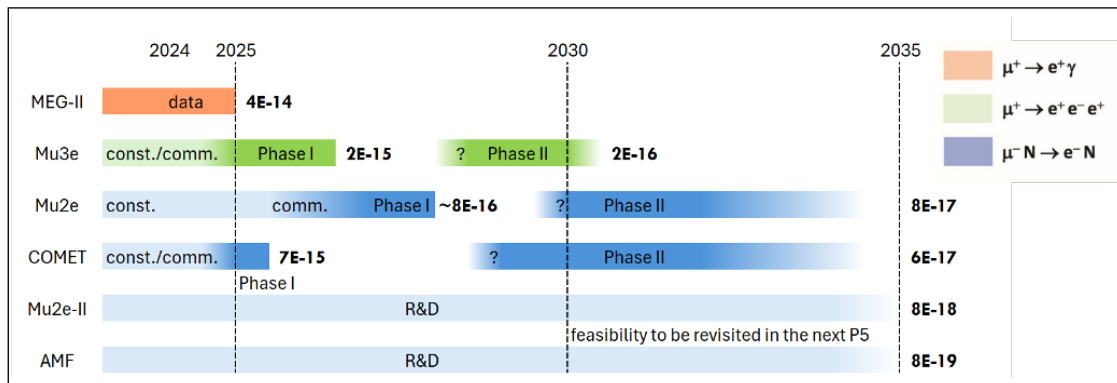 2024 2025 2030 2035
μ⁺ → e⁺γ
MEG-II data 4E-14
μ⁺ → e⁺ e⁻ e⁺
Mu3e const./comm. Phase I 2E-15 ? Phase II 2E-16
μ⁻ N → e⁻ N
Mu2e const. comm. Phase I ~8E-16 ? Phase II 8E-17
COMET const./comm. 7E-15 ? Phase II 6E-17
Phase I
Mu2e-II R&D 8E-18
feasibility to be revisited in the next P5
AMF R&D 8E-19